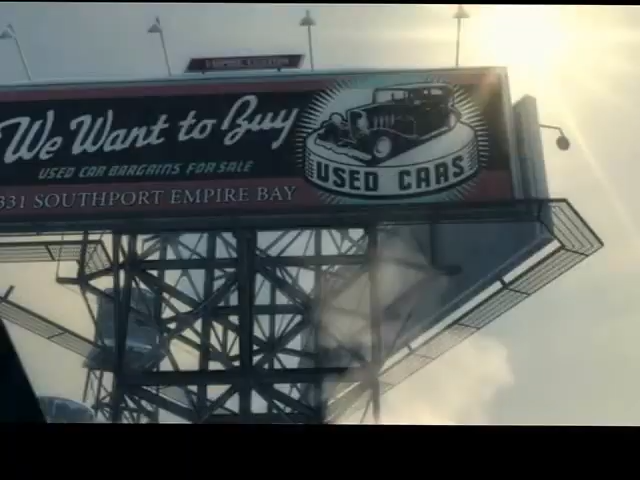 We Want to Buy
USED CAR BARGAINS FOR SALE
331 SOUTHPORT EMPIRE BAY
USED CARS